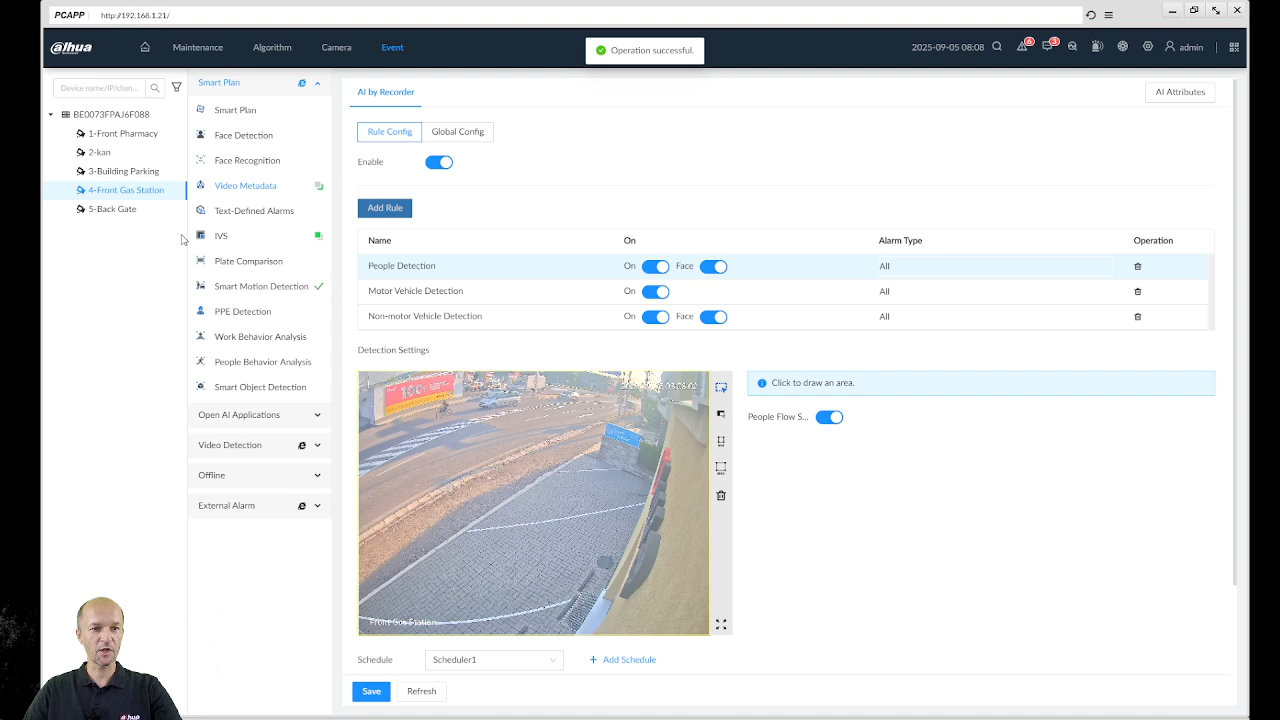 PCAPP
http://192.168.1.21/
alhua
Maintenance
Algorithm
Camera
Event
Operation successful.
2025-09-05 08:08
6
3
admin
Device name/IP/chan...
BE0073FPAJ6F088
1-Front Pharmacy
2-kan
3-Building Parking
4-Front Gas Station
5-Back Gate
Smart Plan
Smart Plan
Face Detection
Face Recognition
Video Metadata
Text-Defined Alarms
IVS
Plate Comparison
Smart Motion Detection
PPE Detection
Work Behavior Analysis
People Behavior Analysis
Smart Object Detection
Open AI Applications
Video Detection
Offline
External Alarm
AI by Recorder
AI Attributes
Rule Config
Global Config
Enable
Add Rule
Name On Alarm Type Operation
People Detection On Face All
Motor Vehicle Detection On All
Non-motor Vehicle Detection On Face All
Detection Settings
Front Gas Station
Click to draw an area.
People Flow S...
Schedule
Scheduler1
+ Add Schedule
Save
Refresh